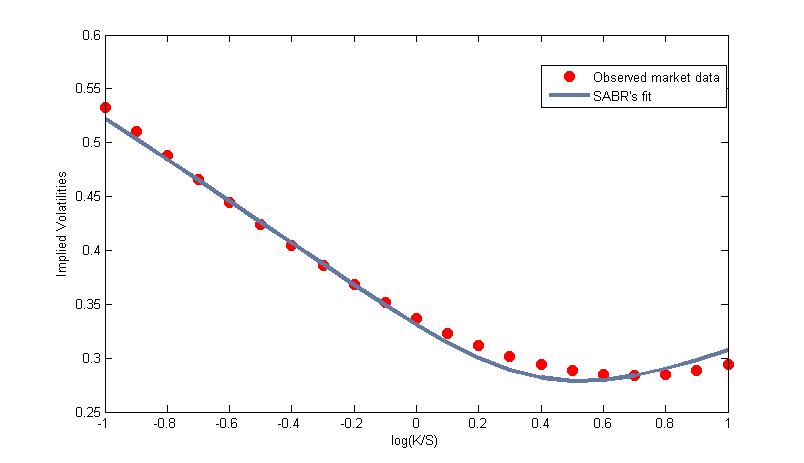 0.6
0.55
0.5
0.45
0.4
0.35
0.3
0.25
Implied Volatilities
Observed market data
SABR's fit
-1 -0.8 -0.6 -0.4 -0.2 0 0.2 0.4 0.6 0.8 1
log(K/S)